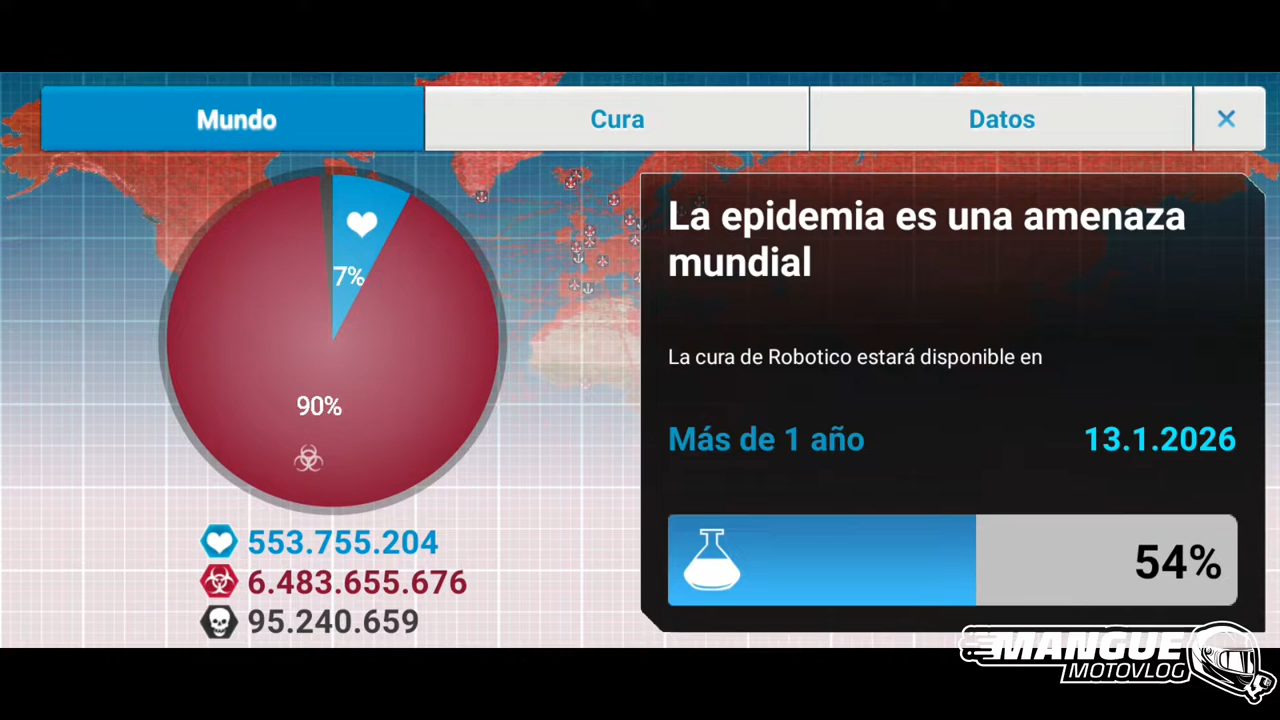 Mundo
Cura
Datos
7%
90%
553.755.204
6.483.655.676
95.240.659
La epidemia es una amenaza
mundial
La cura de Robotico estará disponible en
Más de 1 año
13.1.2026
54%
MANGUE
MOTOVLOG